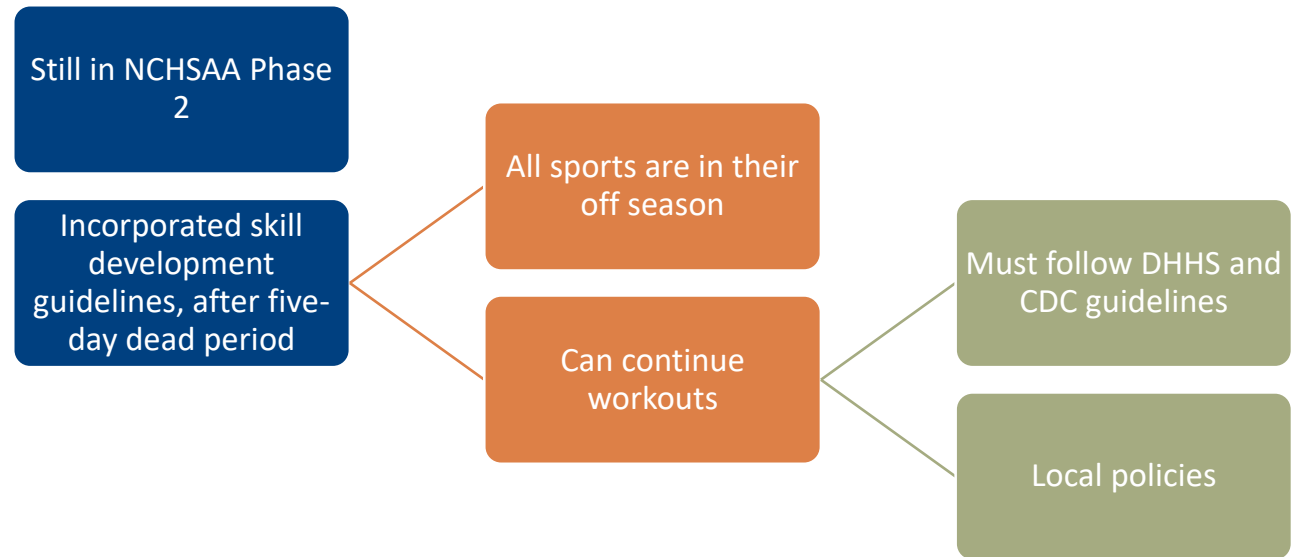 Still in NCHSAA Phase
2
Incorporated skill
development
guidelines, after five-
day dead period
All sports are in their
off season
Can continue
workouts
Must follow DHHS and
CDC guidelines
Local policies